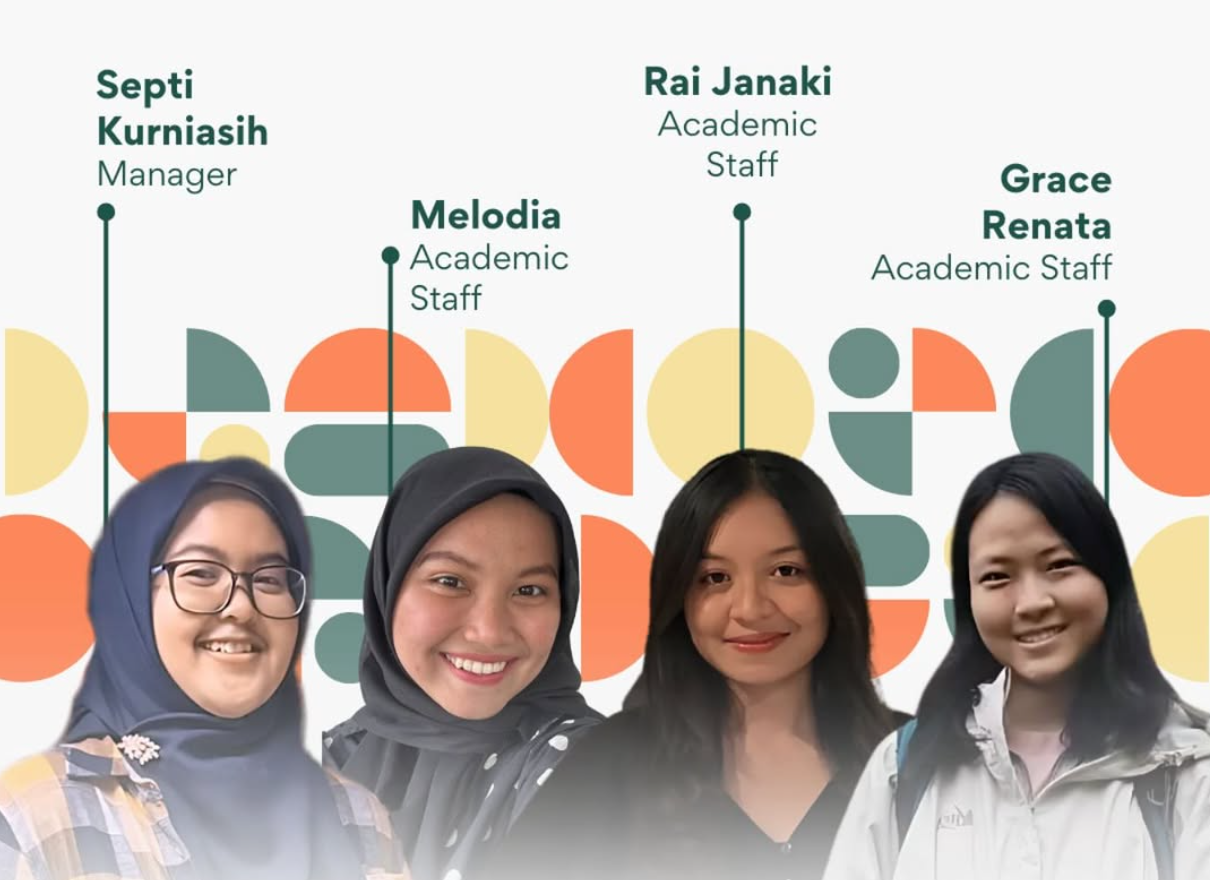 Septi
Kurniasih
Manager
Melodia
Academic
Staff
Rai Janaki
Academic
Staff
Grace
Renata
Academic Staff